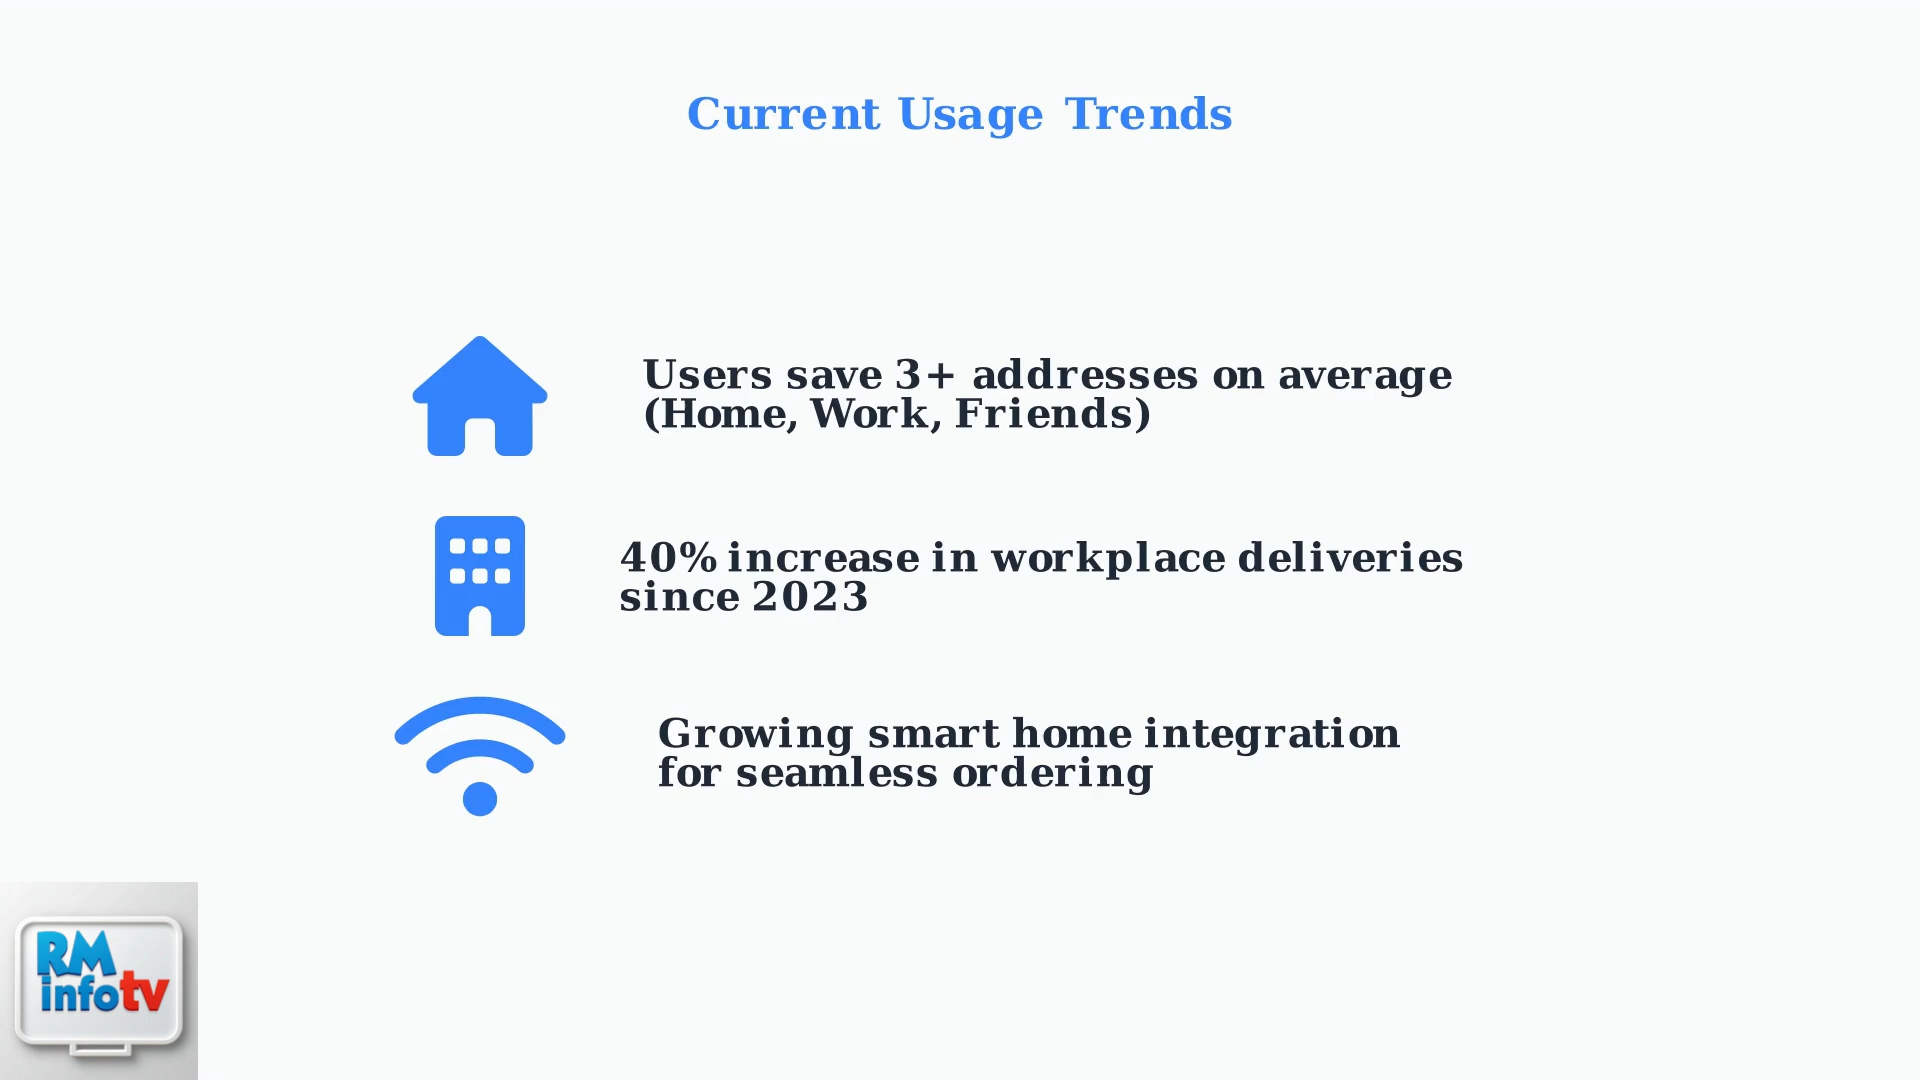 Current Usage Trends
Users save 3+ addresses on average
(Home, Work, Friends)
40% increase in workplace deliveries
since 2023
Growing smart home integration
for seamless ordering
RM
infotv